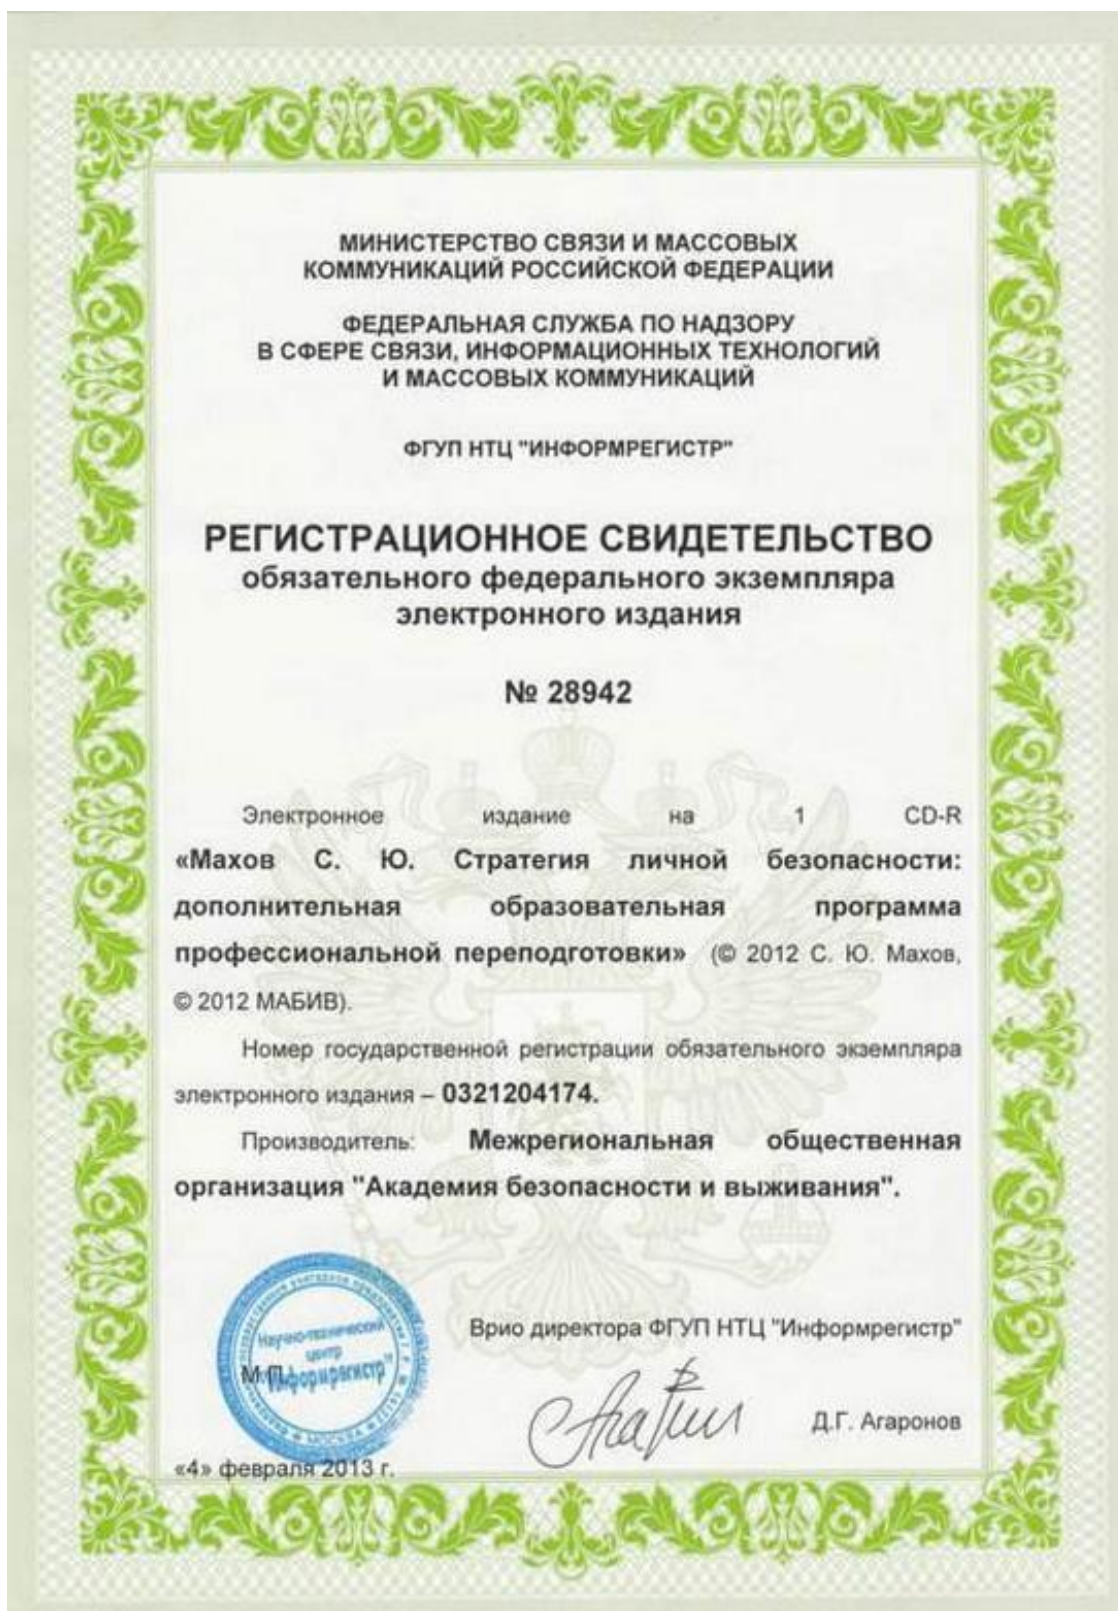 МИНИСТЕРСТВО СВЯЗИ И МАССОВЫХ
КОММУНИКАЦИЙ РОССИЙСКОЙ ФЕДЕРАЦИИ
ФЕДЕРАЛЬНАЯ СЛУЖБА ПО НАДЗОРУ
В СФЕРЕ СВЯЗИ, ИНФОРМАЦИОННЫХ ТЕХНОЛОГИЙ
И МАССОВЫХ КОММУНИКАЦИЙ
ФГУП НТЦ "ИНФОРМРЕГИСТР"
РЕГИСТРАЦИОННОЕ СВИДЕТЕЛЬСТВО
обязательного федерального экземпляра
электронного издания
№ 28942
Электронное издание на 1 CD-R
«Махов С. Ю. Стратегия личной безопасности:
дополнительная образовательная программа
профессиональной переподготовки» (© 2012 С. Ю. Махов,
© 2012 МАБИВ).
Номер государственной регистрации обязательного экземпляра
электронного издания – 0321204174.
Производитель: Межрегиональная общественная
организация "Академия безопасности и выживания".
Врио директора ФГУП НТЦ "Информрегистр"
Научно-технический
центр
"Информрегистр"
М.П.
МОСКВА
Д.Г. Агаронов
«4» февраля 2013 г.